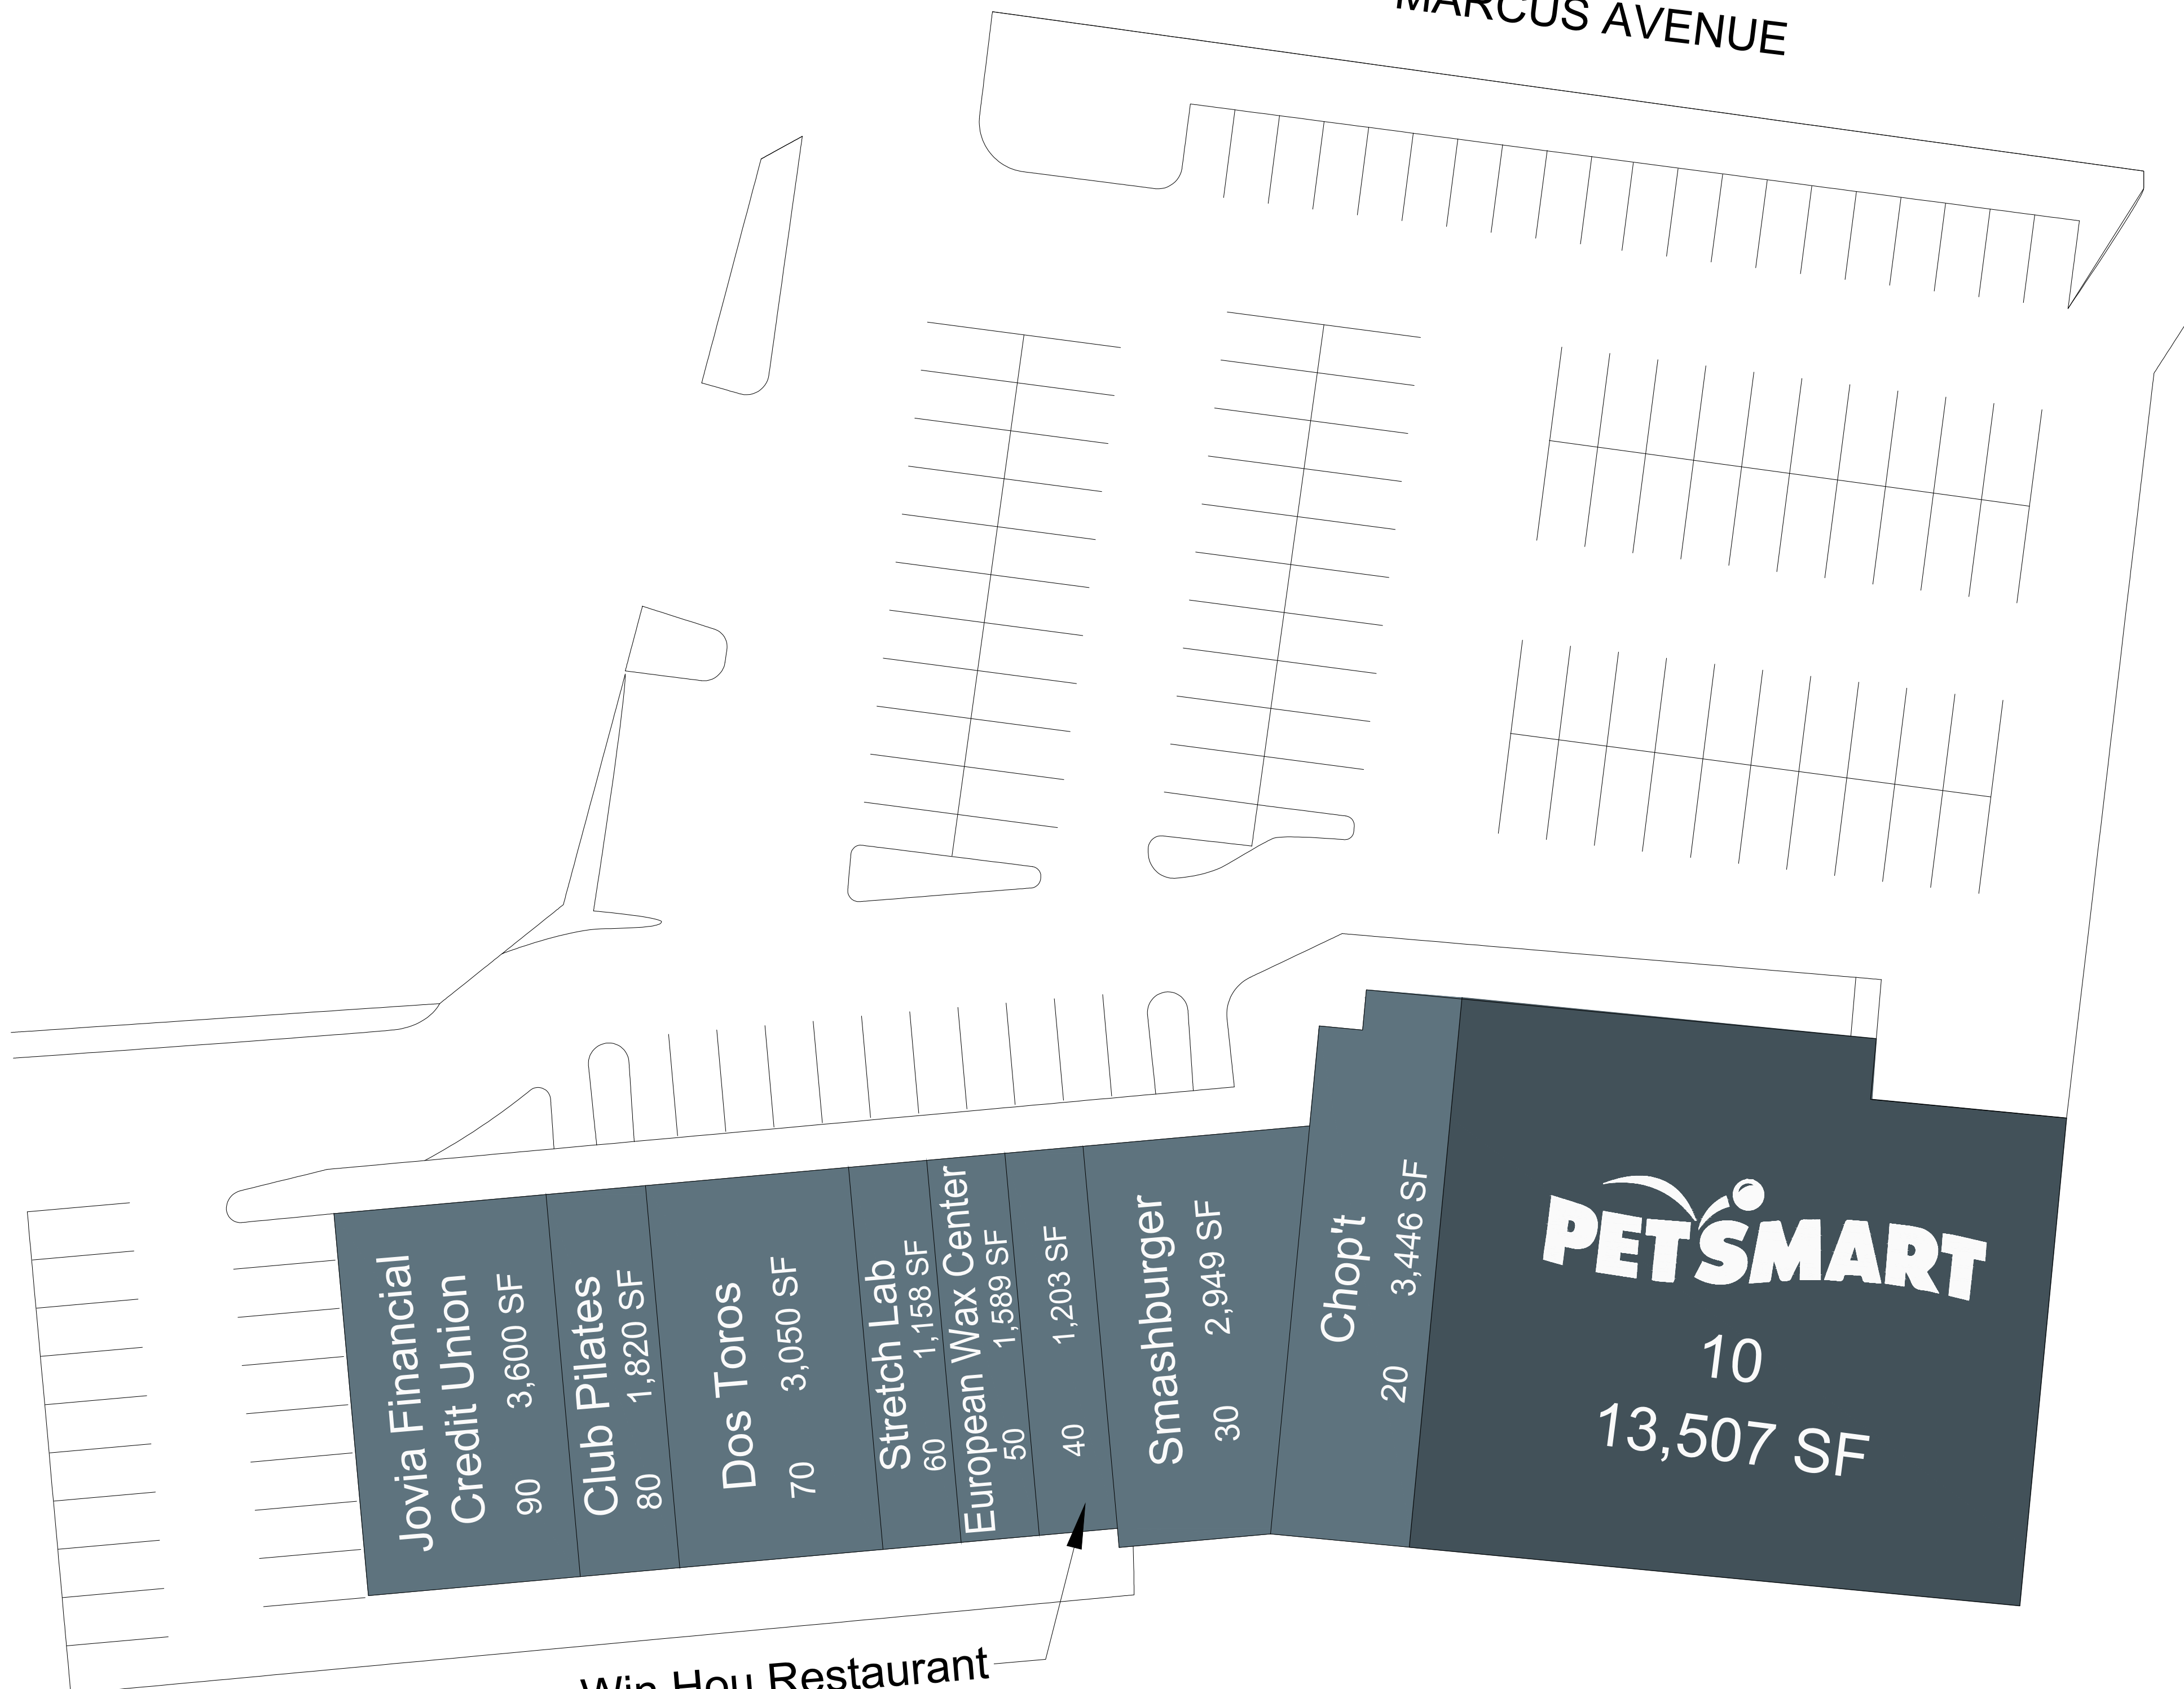 MARCUS AVENUE
Jovia Financial
Credit Union
90 3,600 SF
Club Pilates
80 1,820 SF
Dos Toros
70 3,050 SF
Stretch Lab
60 1,158 SF
European Wax Center
50 1,589 SF
40 1,203 SF
Smashburger
30 2,949 SF
Chop't
20 3,446 SF
PETSMART
10
13,507 SF
Win Hou Restaurant